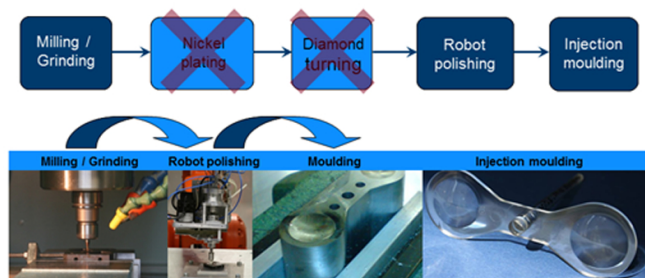 Milling /
Grinding
Nickel
plating
Diamond
turning
Robot
polishing
Injection
moulding
Milling / Grinding
Robot polishing
Moulding
Injection moulding